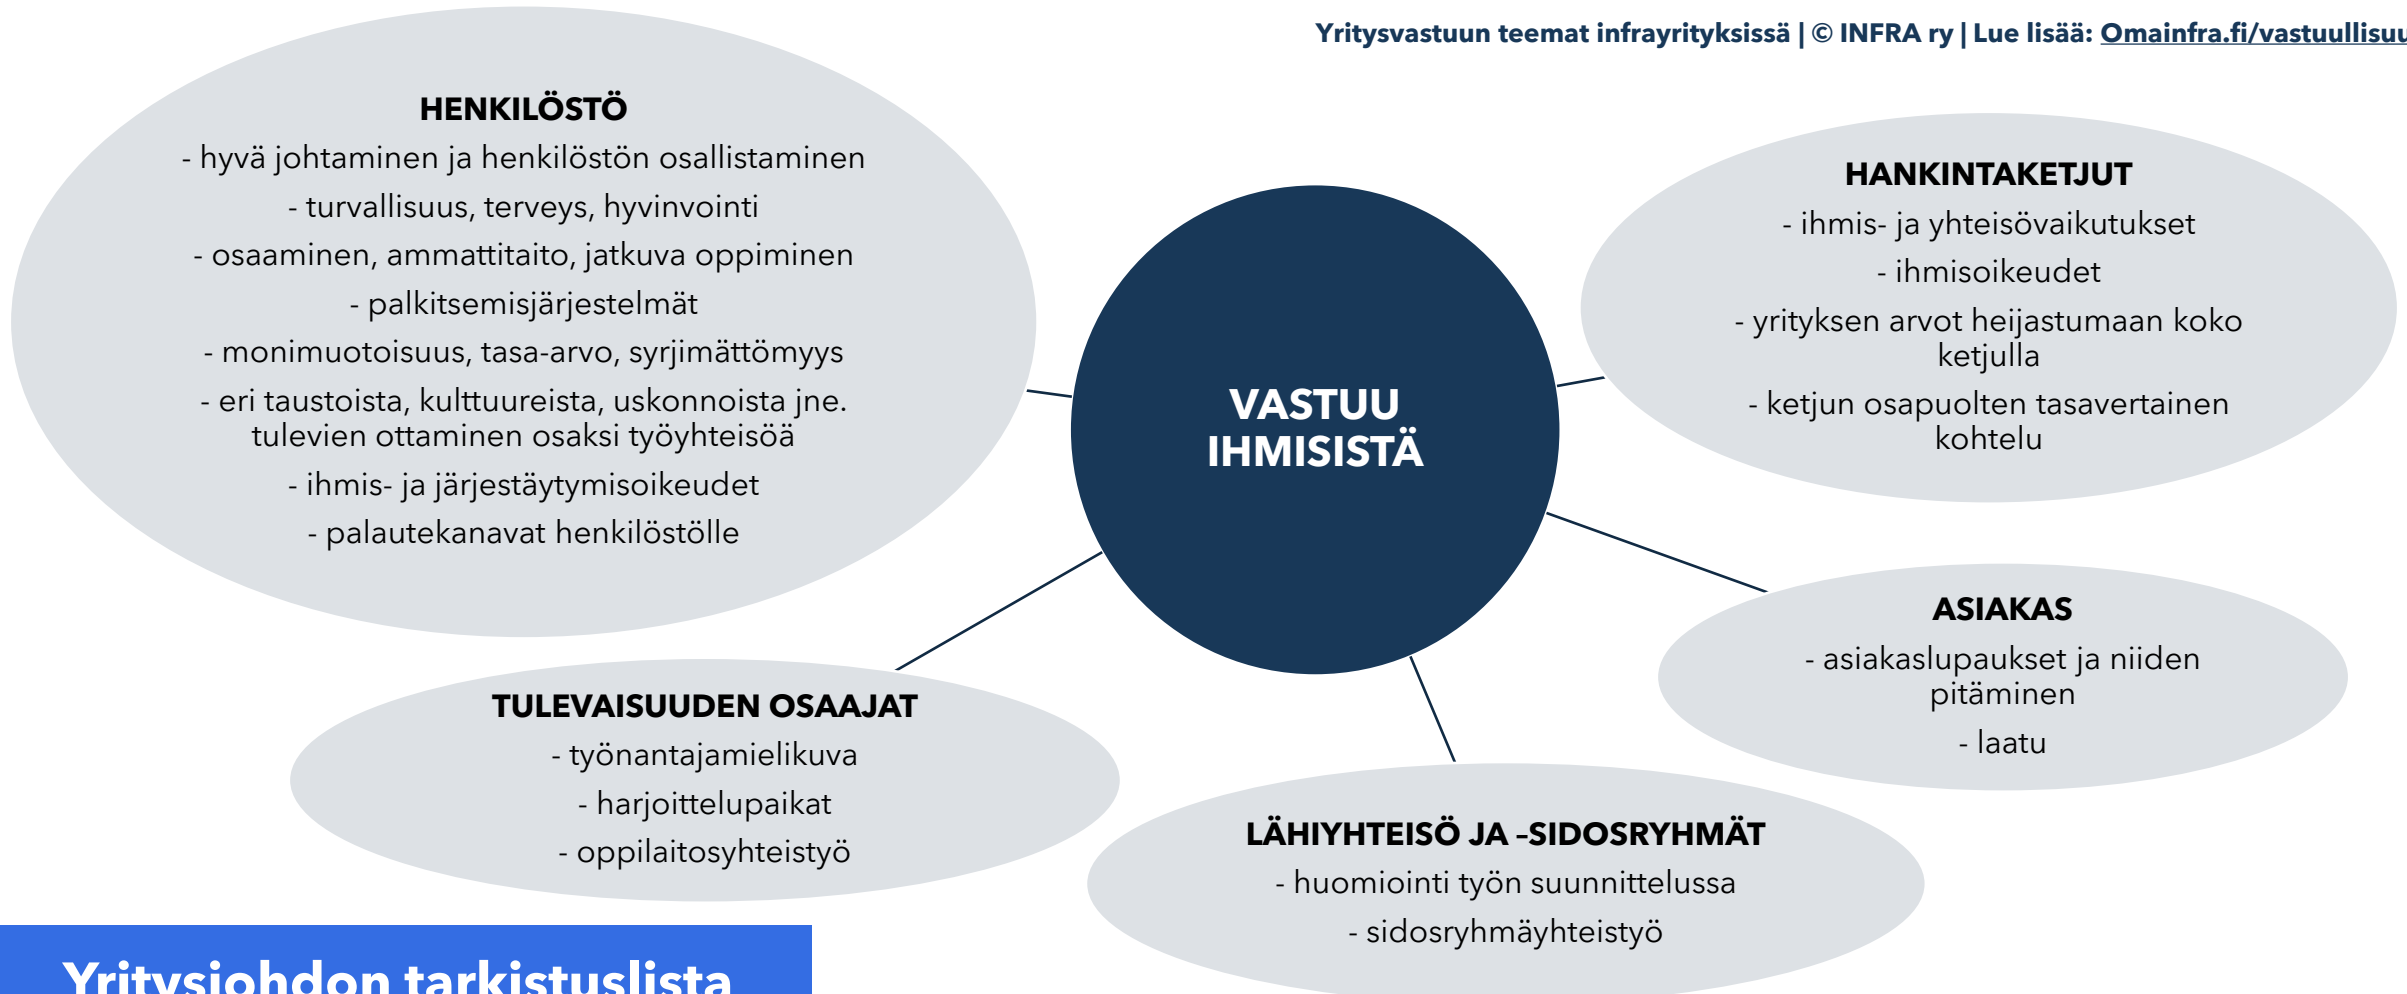 Yritysvastuun teemat infrayrityksissä | © INFRA ry | Lue lisää: Omainfra.fi/vastuullisuu
HENKILÖSTÖ
- hyvä johtaminen ja henkilöstön osallistaminen
- turvallisuus, terveys, hyvinvointi
- osaaminen, ammattitaito, jatkuva oppiminen
- palkitsemisjärjestelmät
- monimuotoisuus, tasa-arvo, syrjimättömyys
- eri taustoista, kulttuureista, uskonnoista jne.
tulevien ottaminen osaksi työyhteisöä
- ihmis- ja järjestäytymisoikeudet
- palautekanavat henkilöstölle
VASTUU
IHMISISTÄ
HANKINTAKETJUT
- ihmis- ja yhteisövaikutukset
- ihmisoikeudet
- yrityksen arvot heijastumaan koko
ketjulla
- ketjun osapuolten tasavertainen
kohtelu
ASIAKAS
- asiakaslupaukset ja niiden
pitäminen
- laatu
TULEVAISUUDEN OSAAJAT
- työnantajamielikuva
- harjoittelupaikat
- oppilaitosyhteistyö
LÄHIYHTEISÖ JA –SIDOSRYHMÄT
- huomiointi työn suunnittelussa
- sidosryhmäyhteistyö
Yritysjohdon tarkistuslista